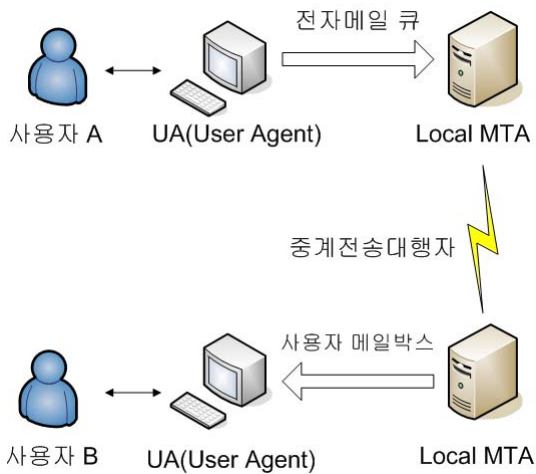 전자메일 큐
사용자 A
UA(User Agent)
Local MTA
중계전송대행자
사용자 메일박스
사용자 B
UA(User Agent)
Local MTA